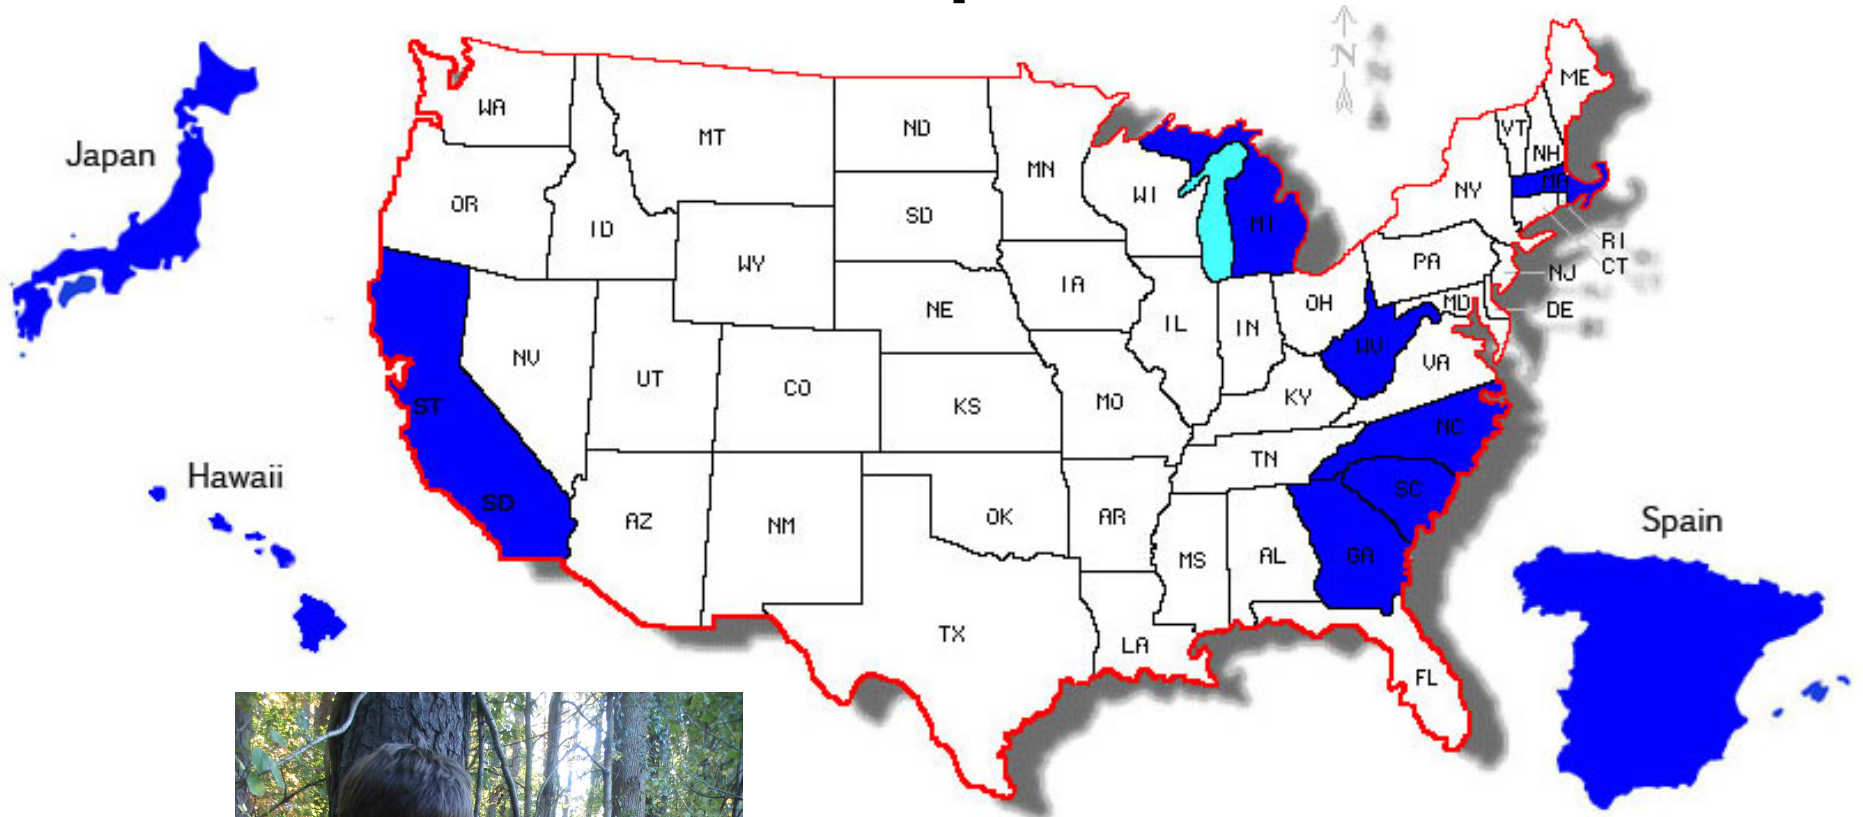 Japan
Hawaii
Spain
N
WA
OR
ID
MT
WY
ND
SD
NE
MN
WI
IA
NV
UT
CO
KS
MO
IL
IN
MI
OH
KY
TN
AZ
NM
OK
AR
TX
LA
MS
AL
GA
FL
SC
NC
VA
WV
MD
PA
NY
VT
NH
ME
MA
RI
CT
NJ
DE
ST
SD